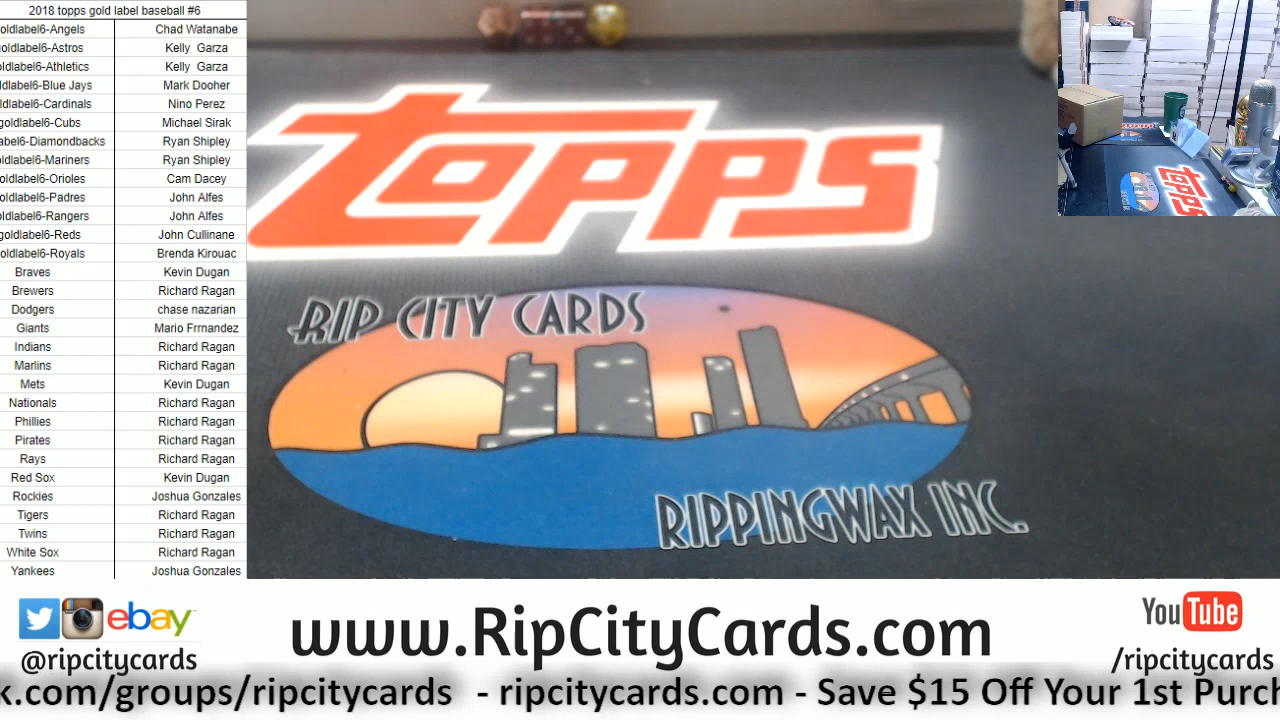 2018 topps gold label baseball #6
oldlabel6-Angels Chad Watanabe
goldlabel6-Astros Kelly Garza
oldlabel6-Athletics Kelly Garza
ldlabel6-Blue Jays Mark Dooher
oldlabel6-Cardinals Nino Perez
goldlabel6-Cubs Michael Sirak
abel6-Diamondbacks Ryan Shipley
oldlabel6-Mariners Ryan Shipley
oldlabel6-Orioles Cam Dacey
oldlabel6-Padres John Alfes
oldlabel6-Rangers John Alfes
goldlabel6-Reds John Cullinane
oldlabel6-Royals Brenda Kirouac
Braves Kevin Dugan
Brewers Richard Ragan
Dodgers chase nazarian
Giants Mario Frrnandez
Indians Richard Ragan
Marlins Richard Ragan
Mets Kevin Dugan
Nationals Richard Ragan
Phillies Richard Ragan
Pirates Richard Ragan
Rays Richard Ragan
Red Sox Kevin Dugan
Rockies Joshua Gonzales
Tigers Richard Ragan
Twins Richard Ragan
White Sox Richard Ragan
Yankees Joshua Gonzales
topps
RIP CITY CARDS
RIPPINGWAX INC.
topps
ebay
@ripcitycards
www.RipCityCards.com
YouTube
/ripcitycards
k.com/groups/ripcitycards - ripcitycards.com - Save $15 Off Your 1st Purch